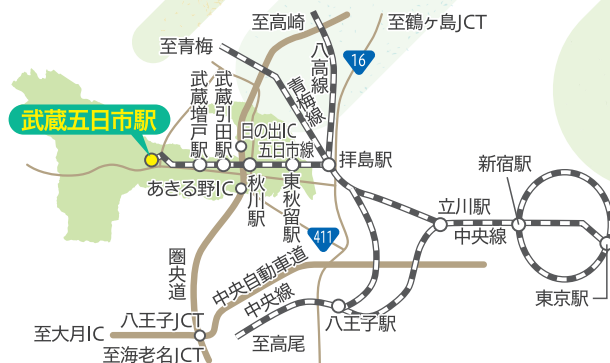 至高崎
至鶴ヶ島JCT
至青梅
八高線
16
青梅線
武蔵引田駅
武蔵増戸駅
武蔵五日市駅
日の出IC
五日市線
拝島駅
新宿駅
あきる野IC
秋川駅
東秋留駅
立川駅
中央線
411
圏央道
中央自動車道
東京駅
中央線
八王子JCT
八王子駅
至大月IC
至高尾
至海老名JCT